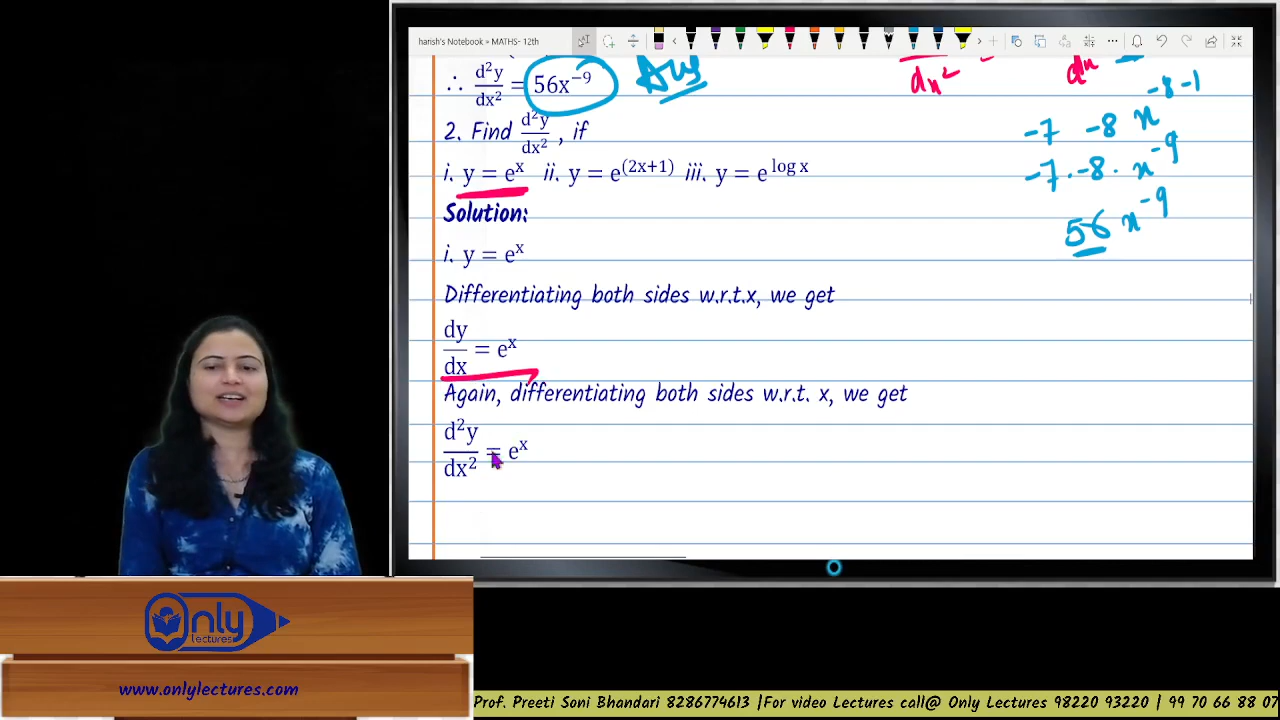 harish's Notebook » MATHS- 12th
∴ d²y/dx² = 56x⁻⁹ Ans
dx² dx
-7 -8 x⁻⁸⁻¹
-7 · -8 · x⁻⁹
56 x⁻⁹
2. Find d²y/dx² , if
i. y = eˣ ii. y = e⁽²ˣ⁺¹⁾ iii. y = e^log x
Solution:
i. y = eˣ
Differentiating both sides w.r.t.x, we get
dy/dx = eˣ
Again, differentiating both sides w.r.t. x, we get
d²y/dx² = eˣ
Only
lectures
www.onlylectures.com
Prof. Preeti Soni Bhandari 8286774613 |For video Lectures call@ Only Lectures 98220 93220 | 99 70 66 88 07